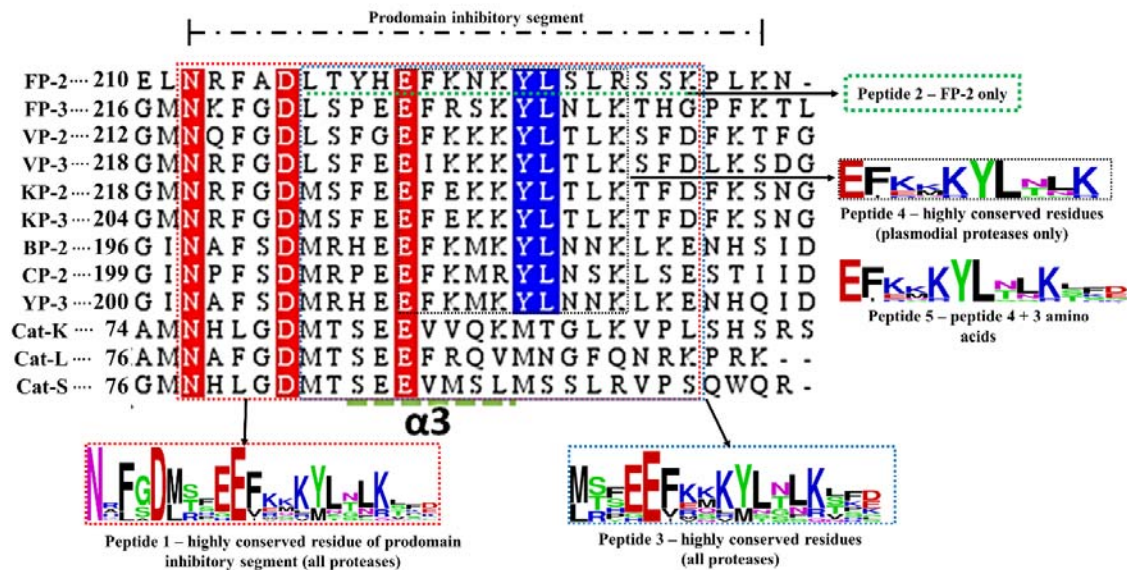 Prodomain inhibitory segment
FP-2 ···· 210 E L N R F A D L T Y H E F K N K Y L S L R S S K P L K N -
FP-3 ···· 216 G M N K F G D L S P E E F R S K Y L N L K T H G P F K T L
VP-2 ···· 212 G M N Q F G D L S F G E F K K K Y L T L K S F D F K T F G
VP-3 ···· 218 G M N R F G D L S F E E I K K K Y L T L K S F D L K S D G
KP-2 ···· 218 G M N R F G D M S F E E F E K K Y L T L K T F D F K S N G
KP-3 ···· 204 G M N R F G D M S F E E F E K K Y L T L K T F D F K S N G
BP-2 ···· 196 G I N A F S D M R H E E F K M K Y L N N K L K E N H S I D
CP-2 ···· 199 G I N P F S D M R P E E F K M R Y L N S K L S E S T I I D
YP-3 ···· 200 G I N A F S D M R H E E F K M K Y L N N K L K E N H Q I D
Cat-K ···· 74 A M N H L G D M T S E E V V Q K M T G L K V P L S H S R S
Cat-L ···· 76 A M N A F G D M T S E E F R Q V M N G F Q N R K P R K - -
Cat-S ···· 76 G M N H L G D M T S E E V M S L M S S L R V P S Q W Q R -
α3
Peptide 2 – FP-2 only
EFKKKYLNLK
Peptide 4 – highly conserved residues
(plasmodial proteases only)
Peptide 5 – peptide 4 + 3 amino
acids
Peptide 1 – highly conserved residue of prodomain
inhibitory segment (all proteases)
Peptide 3 – highly conserved residues
(all proteases)